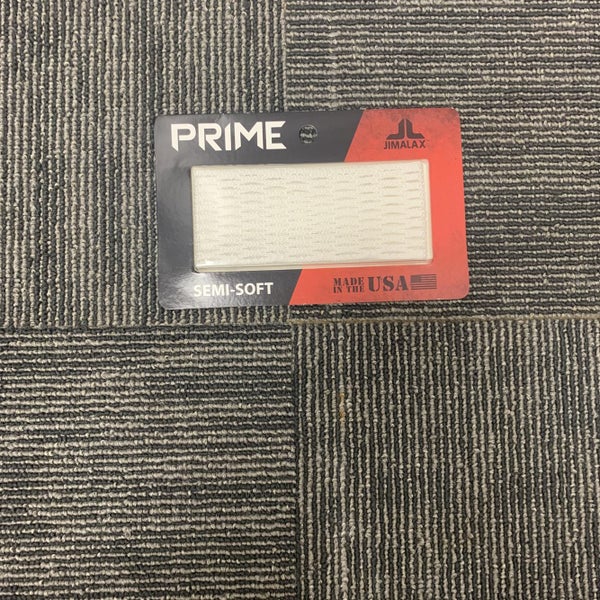 PRIME
JIMALAX
SEMI-SOFT
MADE
IN THE USA